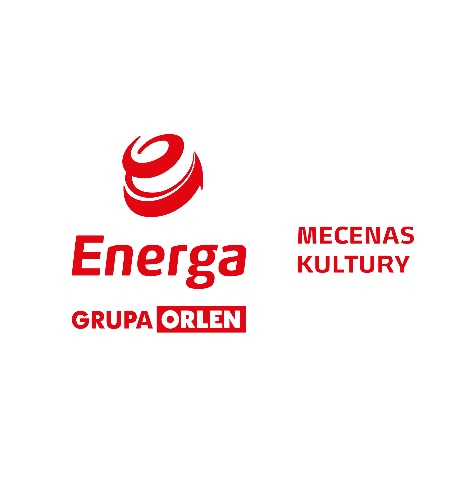 Energa
GRUPA ORLEN
MECENAS
KULTURY